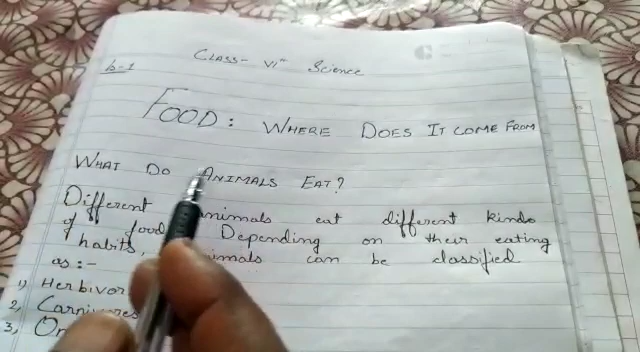 Class- VIth Science
FOOD: WHERE DOES IT COME FROM
WHAT DO ANIMALS EAT?
Different animals eat different kinds
of food. Depending on their eating
habits, animals can be classified
as:-
1) Herbivor
2, Carnivores
3, Om